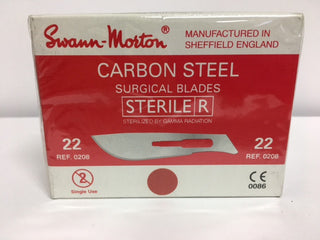 Swann-Morton®
MANUFACTURED IN
SHEFFIELD ENGLAND
CARBON STEEL
SURGICAL BLADES
STERILE R
STERILIZED BY GAMMA RADIATION
22
REF. 0208
22
REF. 0208
2
Single Use
CE
0086